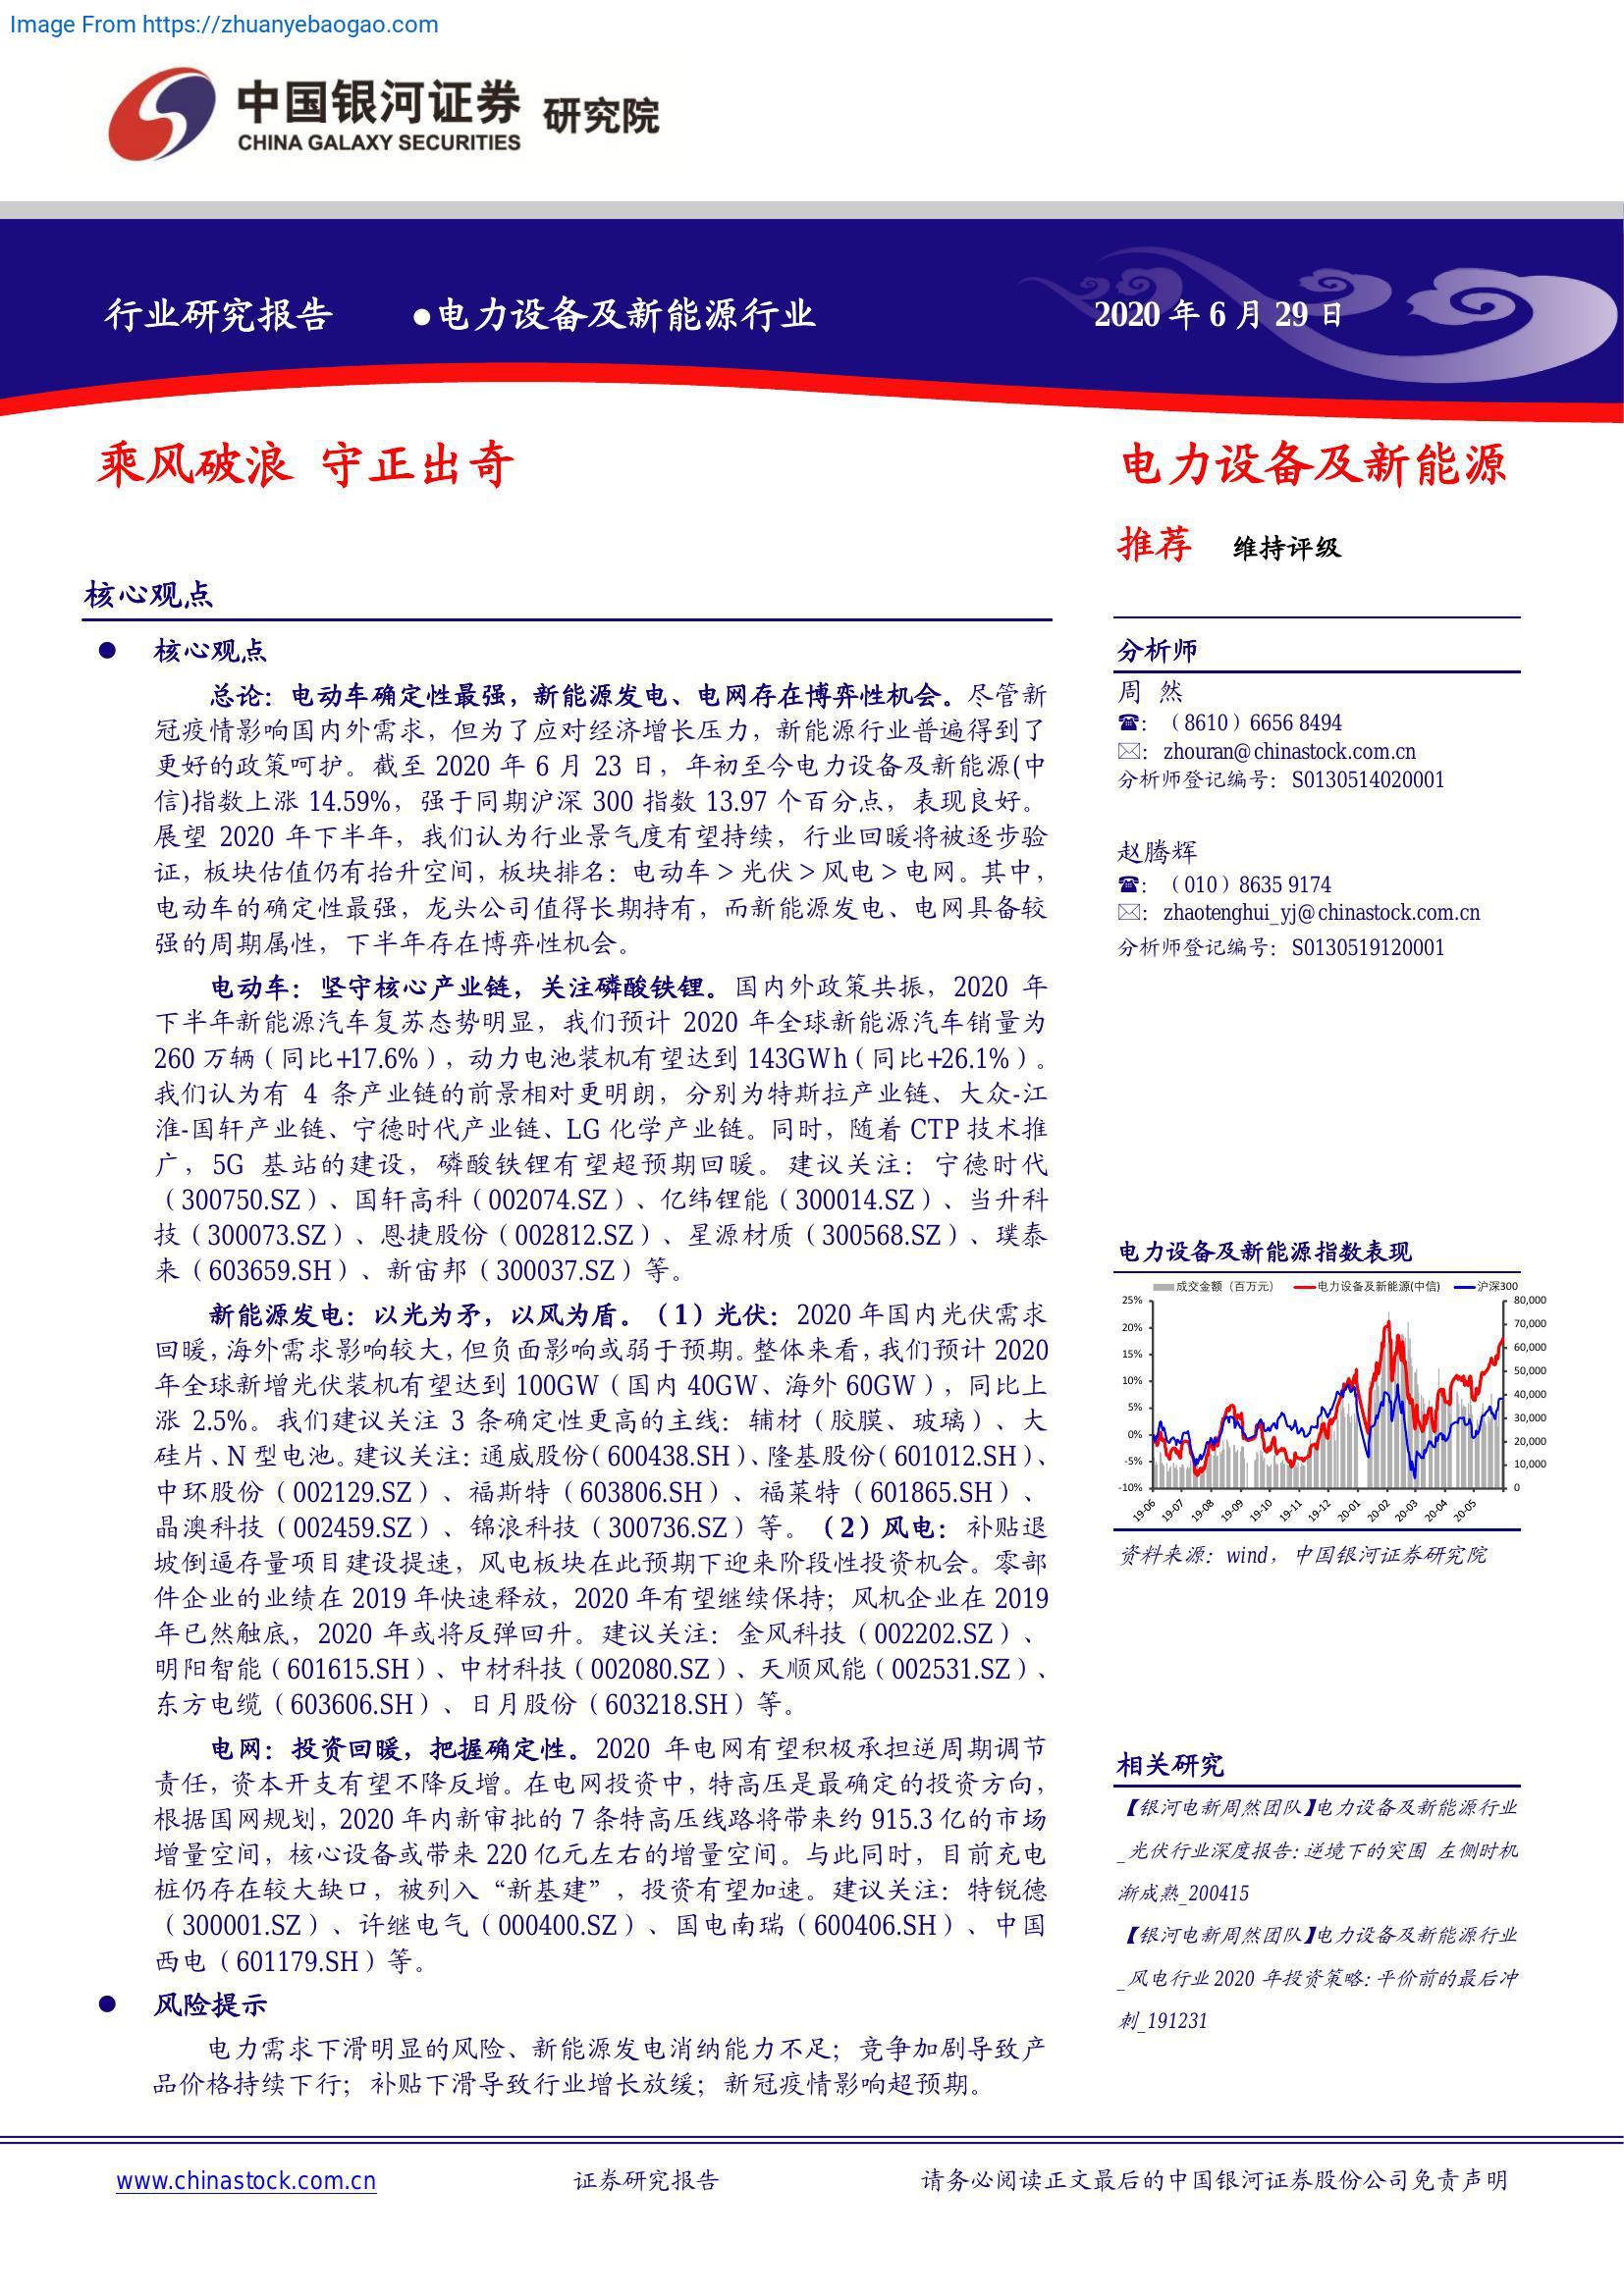 Image From https://zhuanyebaogao.com
中国银河证券 研究院
CHINA GALAXY SECURITIES
行业研究报告 ●电力设备及新能源行业 2020 年 6 月 29 日
乘风破浪 守正出奇
核心观点
● 核心观点
总论：电动车确定性最强，新能源发电、电网存在博弈性机会。尽管新
冠疫情影响国内外需求，但为了应对经济增长压力，新能源行业普遍得到了
更好的政策呵护。截至 2020 年 6 月 23 日，年初至今电力设备及新能源(中
信)指数上涨 14.59%，强于同期沪深 300 指数 13.97 个百分点，表现良好。
展望 2020 年下半年，我们认为行业景气度有望持续，行业回暖将被逐步验
证，板块估值仍有抬升空间，板块排名：电动车＞光伏＞风电＞电网。其中，
电动车的确定性最强，龙头公司值得长期持有，而新能源发电、电网具备较
强的周期属性，下半年存在博弈性机会。
电动车：坚守核心产业链，关注磷酸铁锂。国内外政策共振，2020 年
下半年新能源汽车复苏态势明显，我们预计 2020 年全球新能源汽车销量为
260 万辆（同比+17.6%），动力电池装机有望达到 143GWh（同比+26.1%）。
我们认为有 4 条产业链的前景相对更明朗，分别为特斯拉产业链、大众-江
淮-国轩产业链、宁德时代产业链、LG 化学产业链。同时，随着 CTP 技术推
广，5G 基站的建设，磷酸铁锂有望超预期回暖。建议关注：宁德时代
（300750.SZ）、国轩高科（002074.SZ）、亿纬锂能（300014.SZ）、当升科
技（300073.SZ）、恩捷股份（002812.SZ）、星源材质（300568.SZ）、璞泰
来（603659.SH）、新宙邦（300037.SZ）等。
新能源发电：以光为矛，以风为盾。（1）光伏：2020 年国内光伏需求
回暖，海外需求影响较大，但负面影响或弱于预期。整体来看，我们预计 2020
年全球新增光伏装机有望达到 100GW（国内 40GW、海外 60GW），同比上
涨 2.5%。我们建议关注 3 条确定性更高的主线：辅材（胶膜、玻璃）、大
硅片、N 型电池。建议关注：通威股份（600438.SH）、隆基股份（601012.SH）、
中环股份（002129.SZ）、福斯特（603806.SH）、福莱特（601865.SH）、
晶澳科技（002459.SZ）、锦浪科技（300736.SZ）等。（2）风电：补贴退
坡倒逼存量项目建设提速，风电板块在此预期下迎来阶段性投资机会。零部
件企业的业绩在 2019 年快速释放，2020 年有望继续保持；风机企业在 2019
年已然触底，2020 年或将反弹回升。建议关注：金风科技（002202.SZ）、
明阳智能（601615.SH）、中材科技（002080.SZ）、天顺风能（002531.SZ）、
东方电缆（603606.SH）、日月股份（603218.SH）等。
电网：投资回暖，把握确定性。2020 年电网有望积极承担逆周期调节
责任，资本开支有望不降反增。在电网投资中，特高压是最确定的投资方向，
根据国网规划，2020 年内新审批的 7 条特高压线路将带来约 915.3 亿的市场
增量空间，核心设备或带来 220 亿元左右的增量空间。与此同时，目前充电
桩仍存在较大缺口，被列入“新基建”，投资有望加速。建议关注：特锐德
（300001.SZ）、许继电气（000400.SZ）、国电南瑞（600406.SH）、中国
西电（601179.SH）等。
● 风险提示
电力需求下滑明显的风险、新能源发电消纳能力不足；竞争加剧导致产
品价格持续下行；补贴下滑导致行业增长放缓；新冠疫情影响超预期。
电力设备及新能源
推荐 维持评级
分析师
周 然
☎：（8610）6656 8494
✉：zhouran@chinastock.com.cn
分析师登记编号：S0130514020001
赵腾辉
☎：（010）8635 9174
✉：zhaotenghui_yj@chinastock.com.cn
分析师登记编号：S0130519120001
电力设备及新能源指数表现
成交金额（百万元） 电力设备及新能源(中信) 沪深300
25% 80,000
20% 70,000
15% 60,000
10% 50,000
5% 40,000
0% 30,000
-5% 20,000
-10% 10,000
0
19-06 19-07 19-08 19-09 19-10 19-11 19-12 20-01 20-02 20-03 20-04 20-05
资料来源：wind，中国银河证券研究院
相关研究
【银河电新周然团队】电力设备及新能源行业
_光伏行业深度报告：逆境下的突围 左侧时机
渐成熟_200415
【银河电新周然团队】电力设备及新能源行业
_风电行业 2020 年投资策略：平价前的最后冲
刺_191231
www.chinastock.com.cn 证券研究报告 请务必阅读正文最后的中国银河证券股份公司免责声明